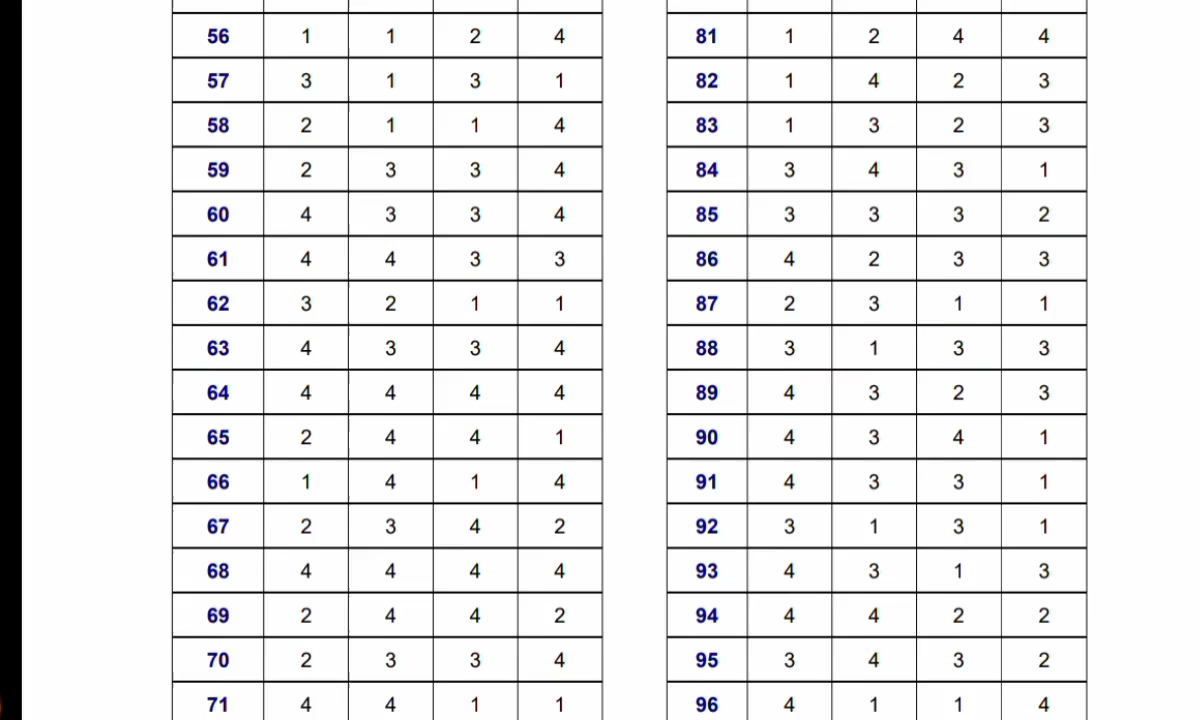 56 1 1 2 4 81 1 2 4 4
57 3 1 3 1 82 1 4 2 3
58 2 1 1 4 83 1 3 2 3
59 2 3 3 4 84 3 4 3 1
60 4 3 3 4 85 3 3 3 2
61 4 4 3 3 86 4 2 3 3
62 3 2 1 1 87 2 3 1 1
63 4 3 3 4 88 3 1 3 3
64 4 4 4 4 89 4 3 2 3
65 2 4 4 1 90 4 3 4 1
66 1 4 1 4 91 4 3 3 1
67 2 3 4 2 92 3 1 3 1
68 4 4 4 4 93 4 3 1 3
69 2 4 4 2 94 4 4 2 2
70 2 3 3 4 95 3 4 3 2
71 4 4 1 1 96 4 1 1 4